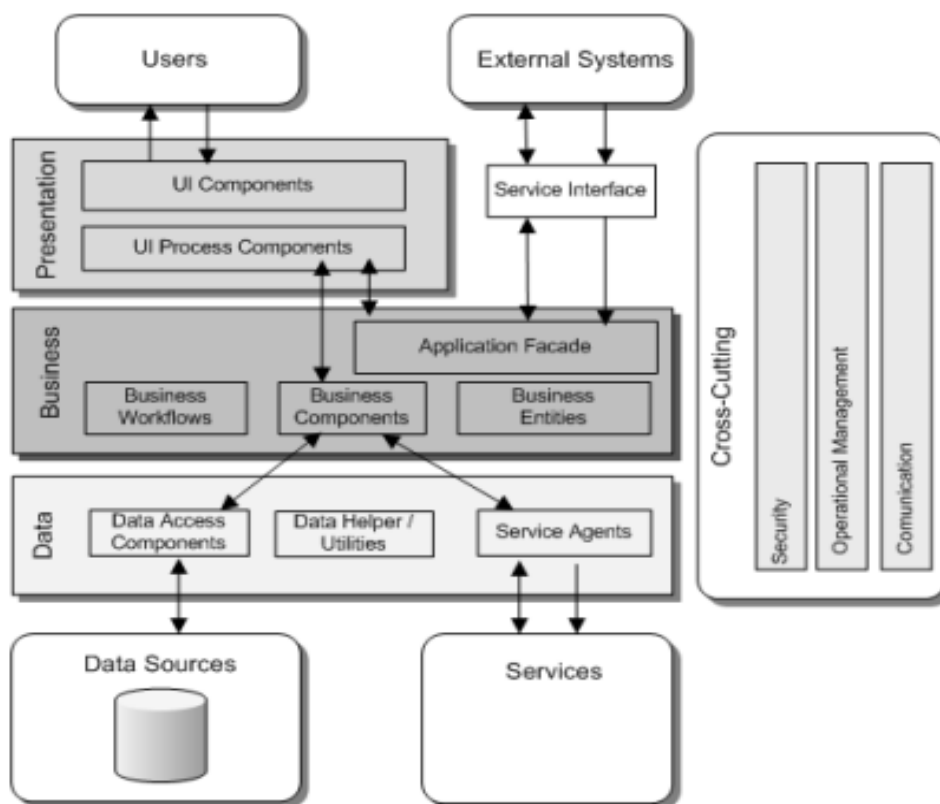 Users
External Systems
Presentation
UI Components
Service Interface
UI Process Components
Business
Application Facade
Business
Workflows
Business
Components
Business
Entities
Data
Data Access
Components
Data Helper /
Utilities
Service Agents
Data Sources
Services
Cross-Cutting
Security
Operational Management
Comunication